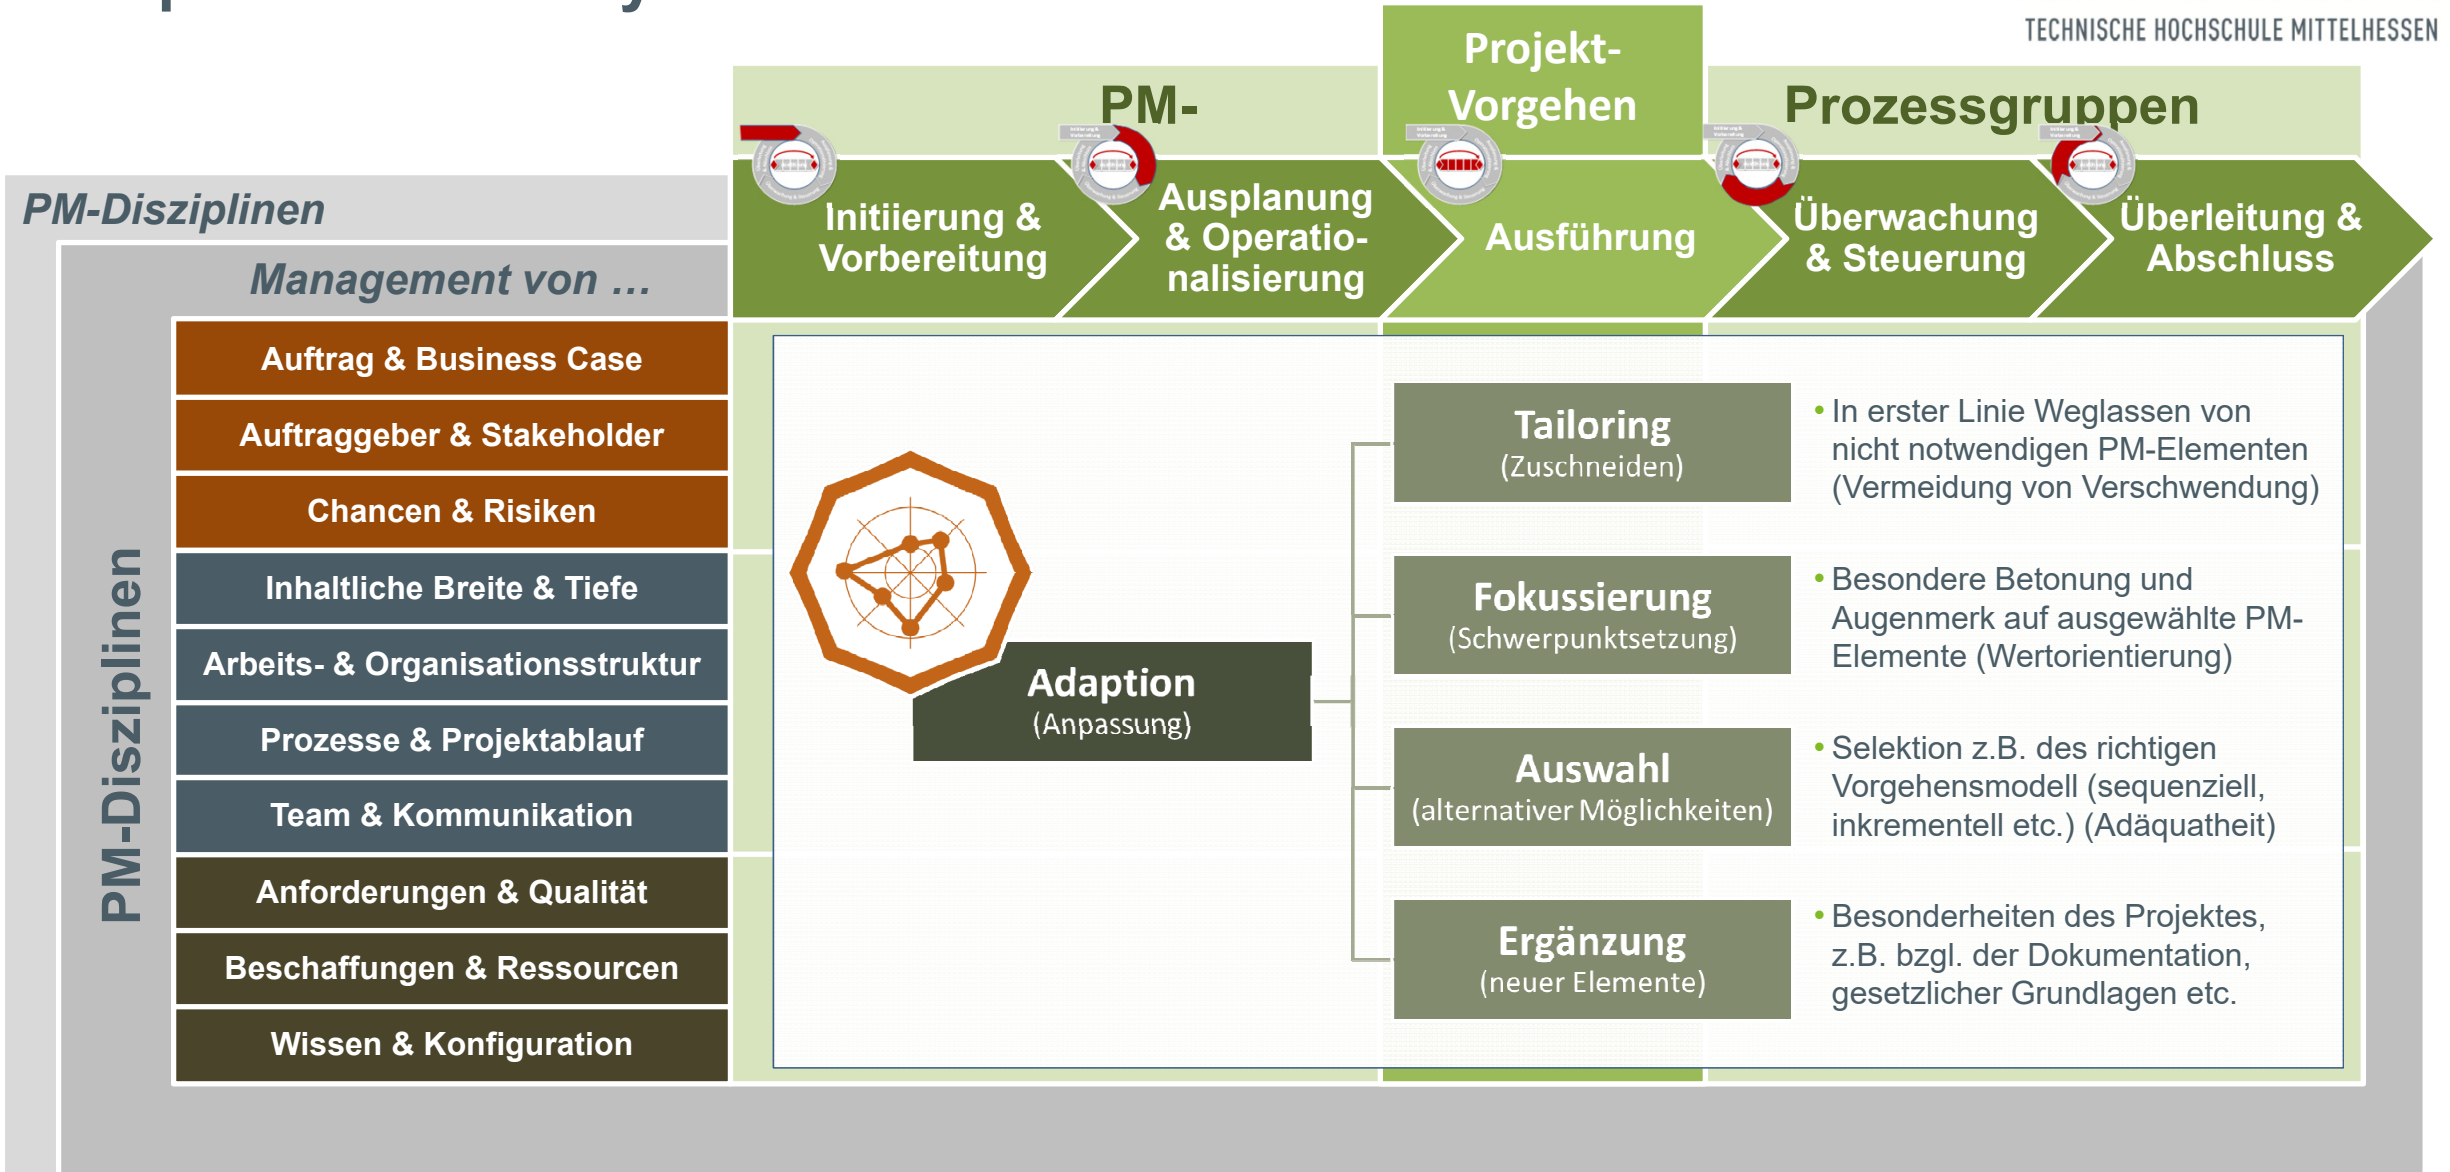 TECHNISCHE HOCHSCHULE MITTELHESSEN
Projekt-
Vorgehen
PM-
Prozessgruppen
PM-Disziplinen
Management von …
Initiierung &
Vorbereitung
Ausplanung
& Operatio-
nalisierung
Ausführung
Überwachung
& Steuerung
Überleitung &
Abschluss
PM-Disziplinen
Auftrag & Business Case
Auftraggeber & Stakeholder
Chancen & Risiken
Inhaltliche Breite & Tiefe
Arbeits- & Organisationsstruktur
Prozesse & Projektablauf
Team & Kommunikation
Anforderungen & Qualität
Beschaffungen & Ressourcen
Wissen & Konfiguration
Adaption
(Anpassung)
Tailoring
(Zuschneiden)
• In erster Linie Weglassen von
nicht notwendigen PM-Elementen
(Vermeidung von Verschwendung)
Fokussierung
(Schwerpunktsetzung)
• Besondere Betonung und
Augenmerk auf ausgewählte PM-
Elemente (Wertorientierung)
Auswahl
(alternativer Möglichkeiten)
• Selektion z.B. des richtigen
Vorgehensmodell (sequenziell,
inkrementell etc.) (Adäquatheit)
Ergänzung
(neuer Elemente)
• Besonderheiten des Projektes,
z.B. bzgl. der Dokumentation,
gesetzlicher Grundlagen etc.